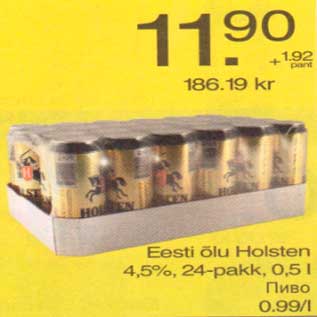 11.90
+1.92
pant
186.19 kr
HOLSTEN HOLSTEN
Eesti õlu Holsten
4,5%, 24-pakk, 0,5 l
Пиво
0.99/l